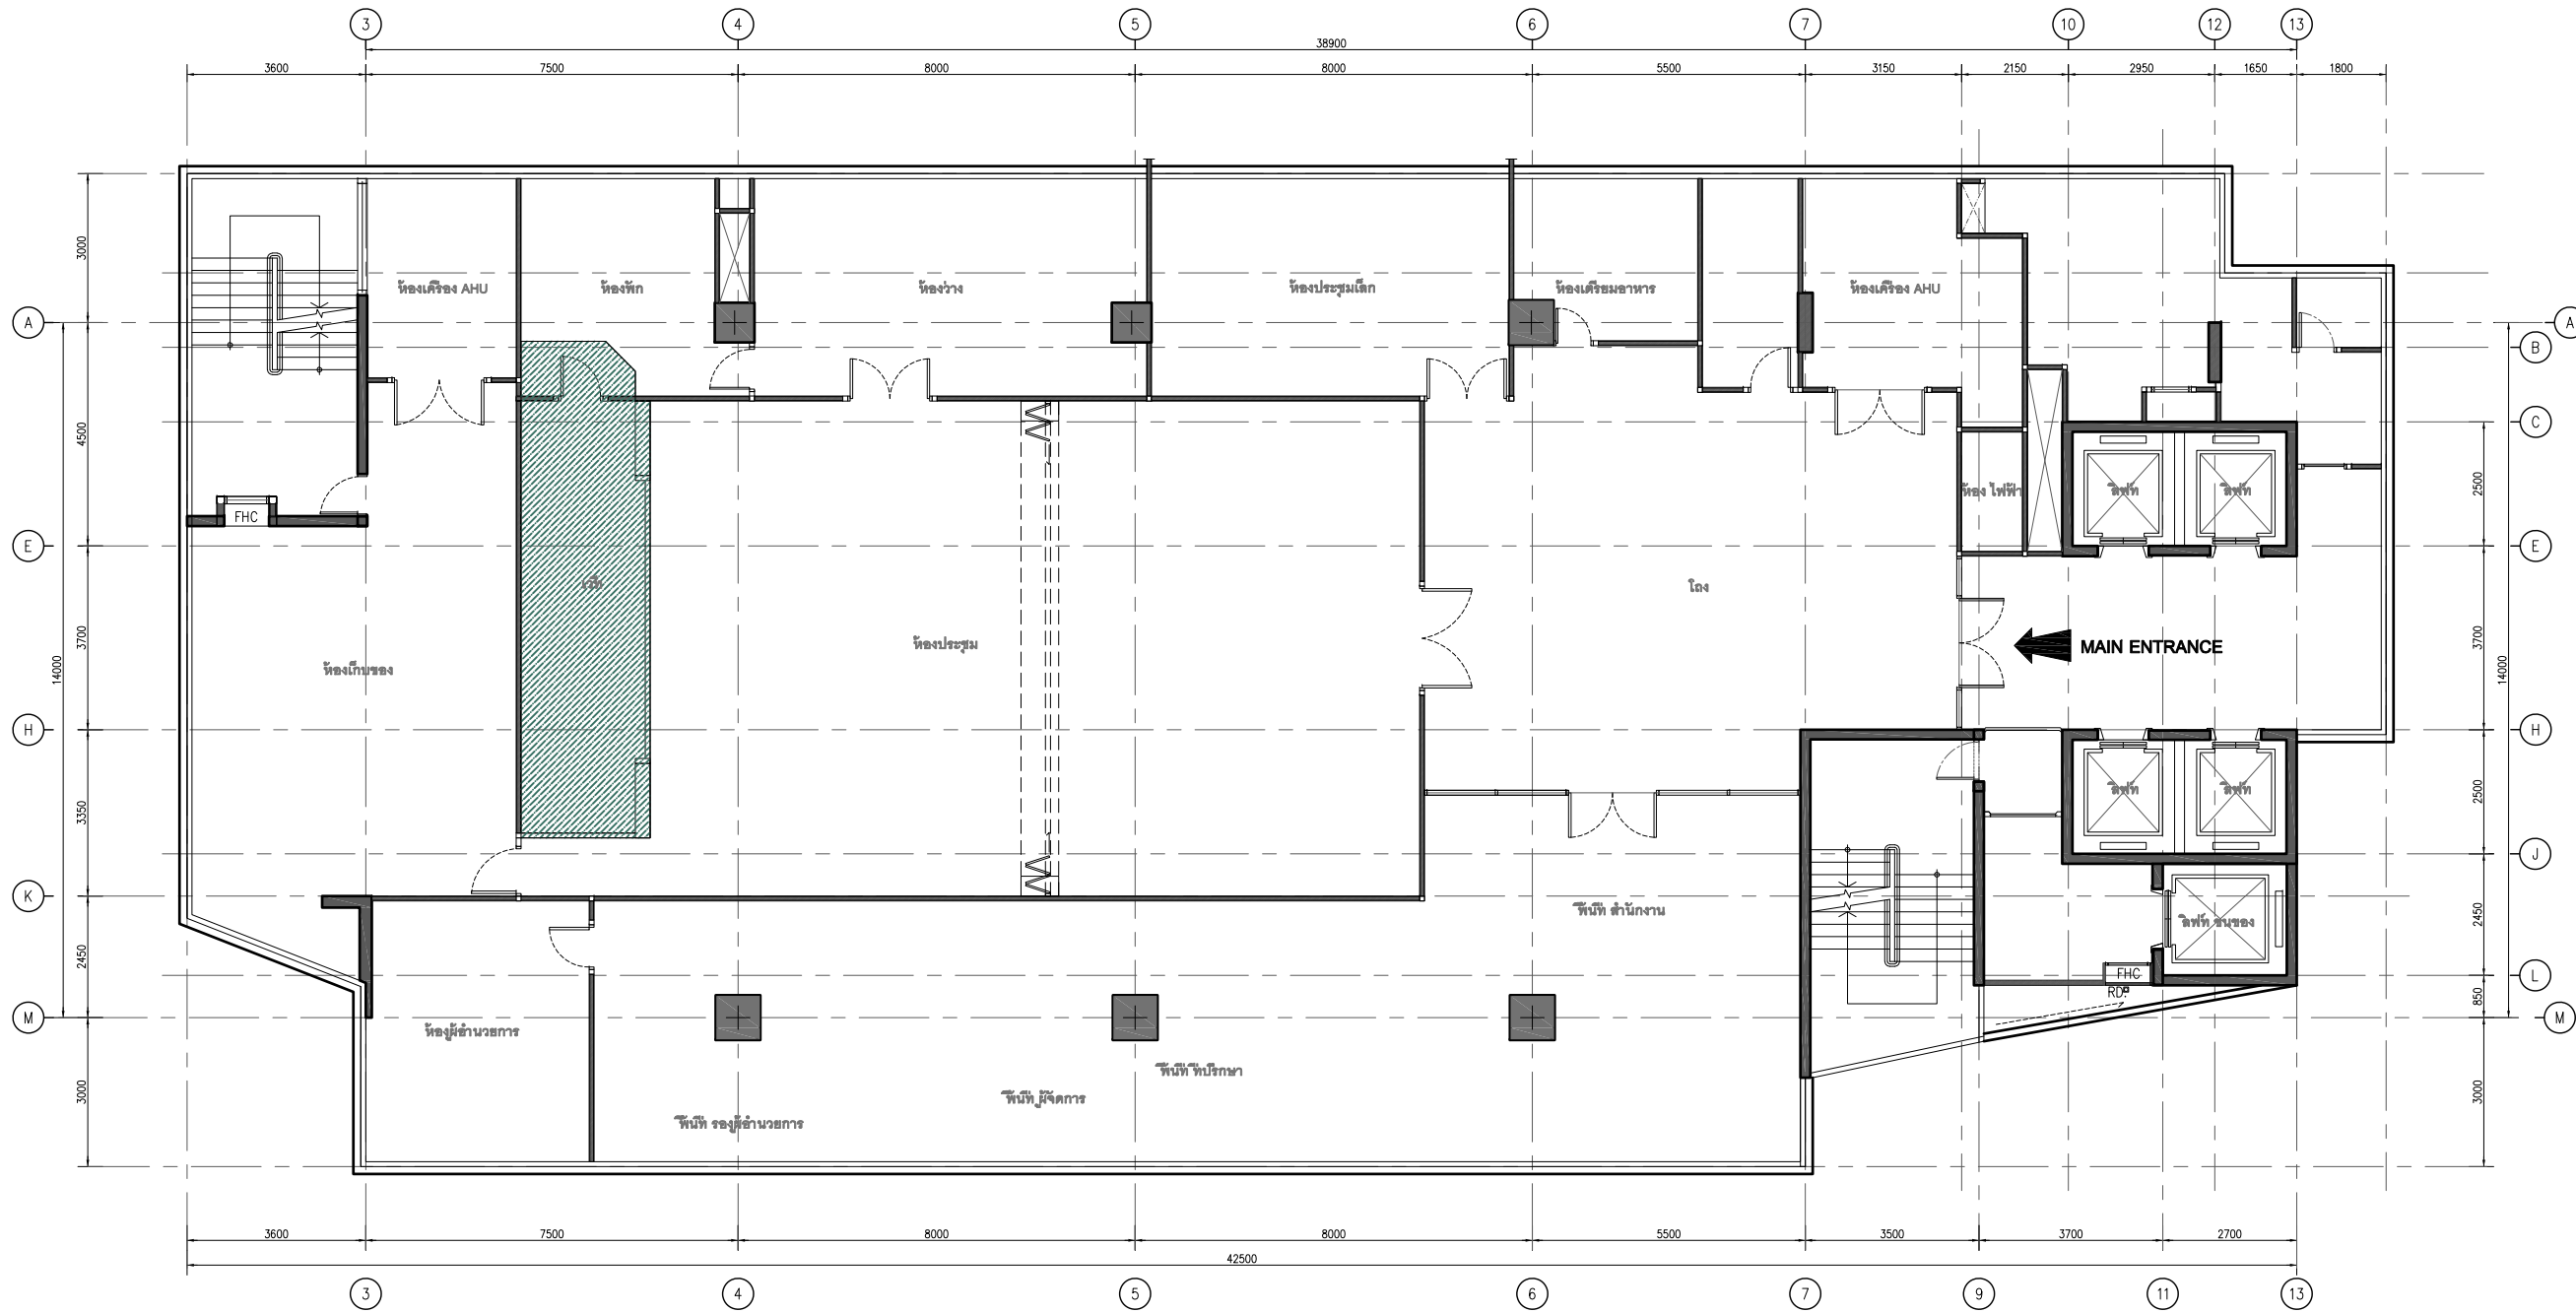 3 4 5 6 7 10 12 13
38900
3600 7500 8000 8000 5500 3150 2150 2950 1650 1800
3000
ห้องเครื่อง AHU ห้องพัก ห้องว่าง ห้องประชุมเล็ก ห้องเตรียมอาหาร ห้องเครื่อง AHU
A A
B
C
4500
2500
ห้อง ไฟฟ้า ลิฟท์ ลิฟท์
FHC
E E
เวที โถง
3700 3700
14000 14000
ห้องประชุม MAIN ENTRANCE
ห้องเก็บของ
H H
3350 2500
ลิฟท์ ลิฟท์
J
K
พื้นที่ สำนักงาน ลิฟท์ ขนของ
2450 2450
FHC L
RD.
850
M M
ห้องผู้อำนวยการ
พื้นที่ ที่ปรึกษา
3000 3000
พื้นที่ ผู้จัดการ
พื้นที่ รองผู้อำนวยการ
3600 7500 8000 8000 5500 3500 3700 2700
42500
3 4 5 6 7 9 11 13